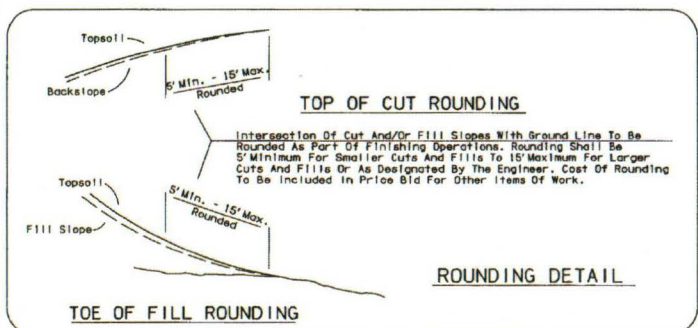 Topsoil
Backslope
5' Min. - 15' Max.
Rounded
TOP OF CUT ROUNDING
Intersection Of Cut And/Or Fill Slopes With Ground Line To Be
Rounded As Part Of Finishing Operations. Rounding Shall Be
5' Minimum For Smaller Cuts And Fills To 15' Maximum For Larger
Cuts And Fills Or As Designated By The Engineer. Cost Of Rounding
To Be Included In Price Bid For Other Items Of Work.
Topsoil
Fill Slope
5' Min. - 15' Max.
Rounded
ROUNDING DETAIL
TOE OF FILL ROUNDING